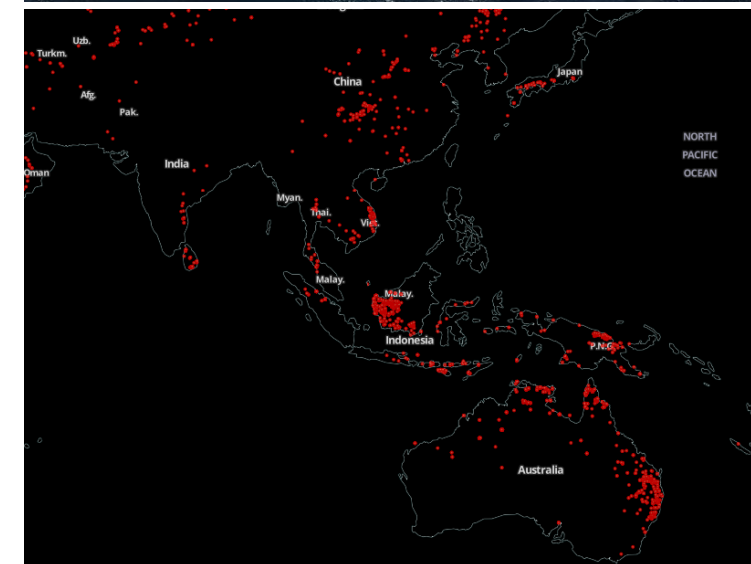 Uzb.
Turkm.
Japan
China
Afg.
Pak.
NORTH
PACIFIC
OCEAN
India
Oman
Myan.
Thai.
Viet.
Malay.
Malay.
Indonesia
P.N.G.
Australia